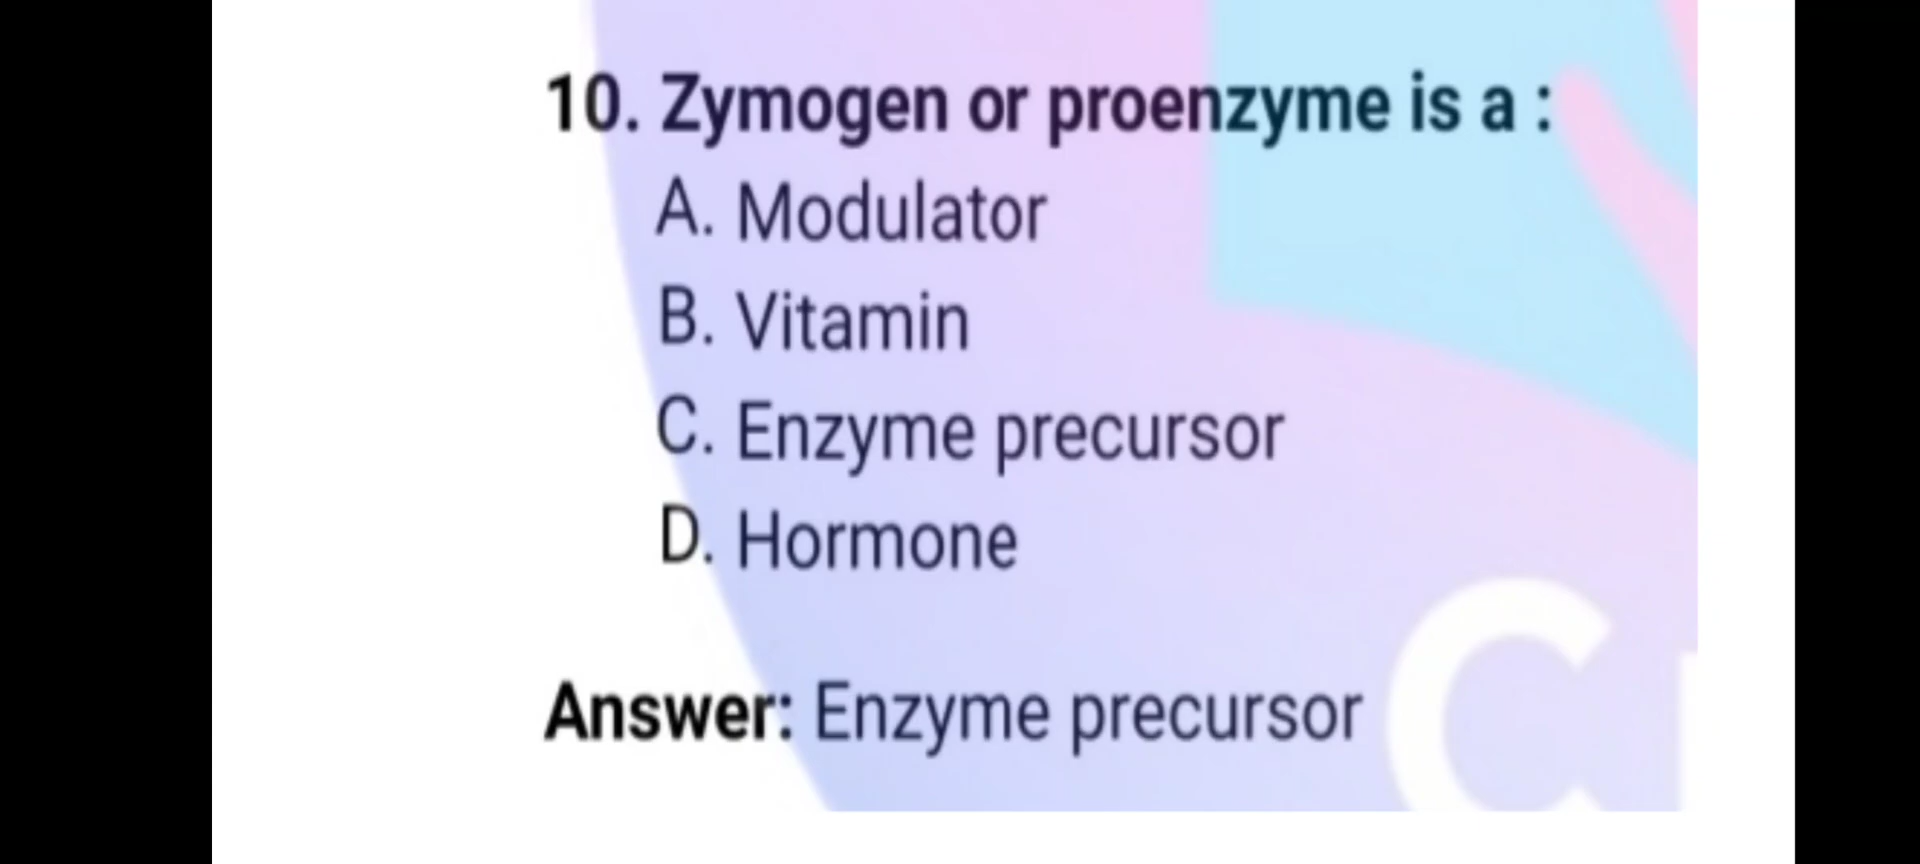 10. Zymogen or proenzyme is a :
A. Modulator
B. Vitamin
C. Enzyme precursor
D. Hormone
Answer: Enzyme precursor